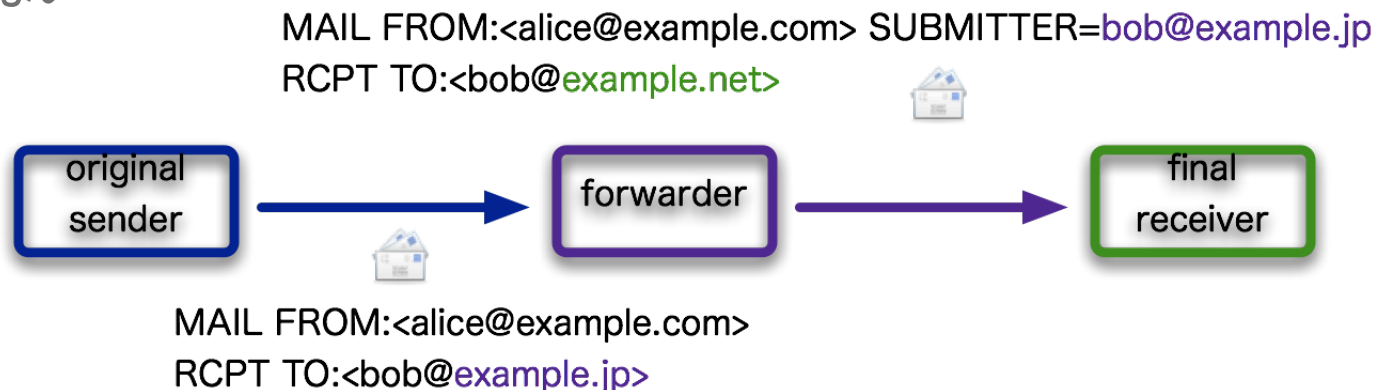 MAIL FROM:<alice@example.com> SUBMITTER=bob@example.jp
RCPT TO:<bob@example.net>
original
sender
forwarder
final
receiver
MAIL FROM:<alice@example.com>
RCPT TO:<bob@example.jp>